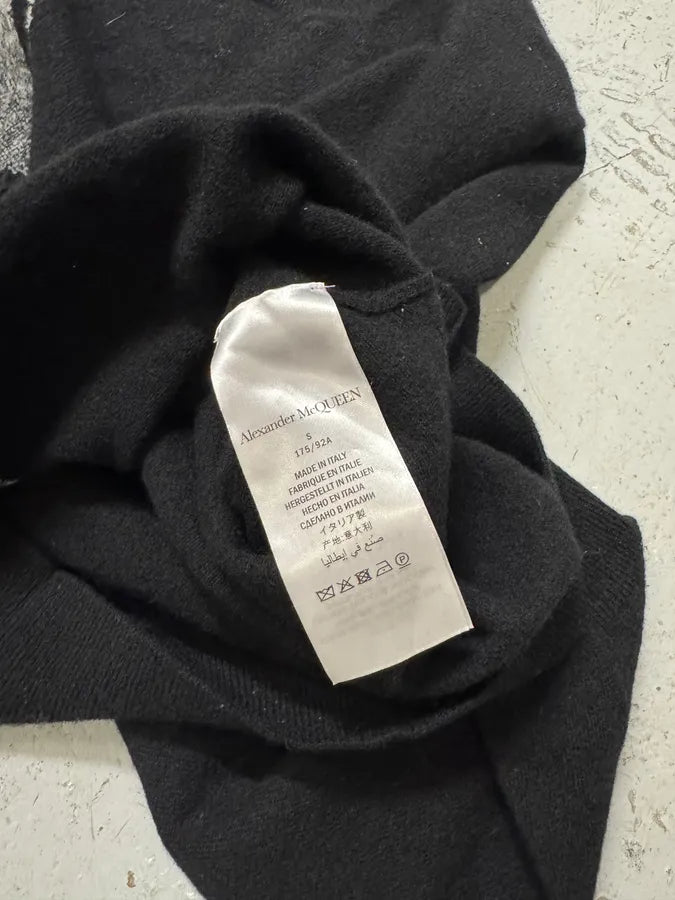 Alexander McQUEEN
S
175/92A
MADE IN ITALY
FABRIQUE EN ITALIE
HERGESTELLT IN ITALIEN
HECHO EN ITALIA
СДЕЛАНО В ИТАЛИИ
イタリア製
产地:意大利
صنع في إيطاليا